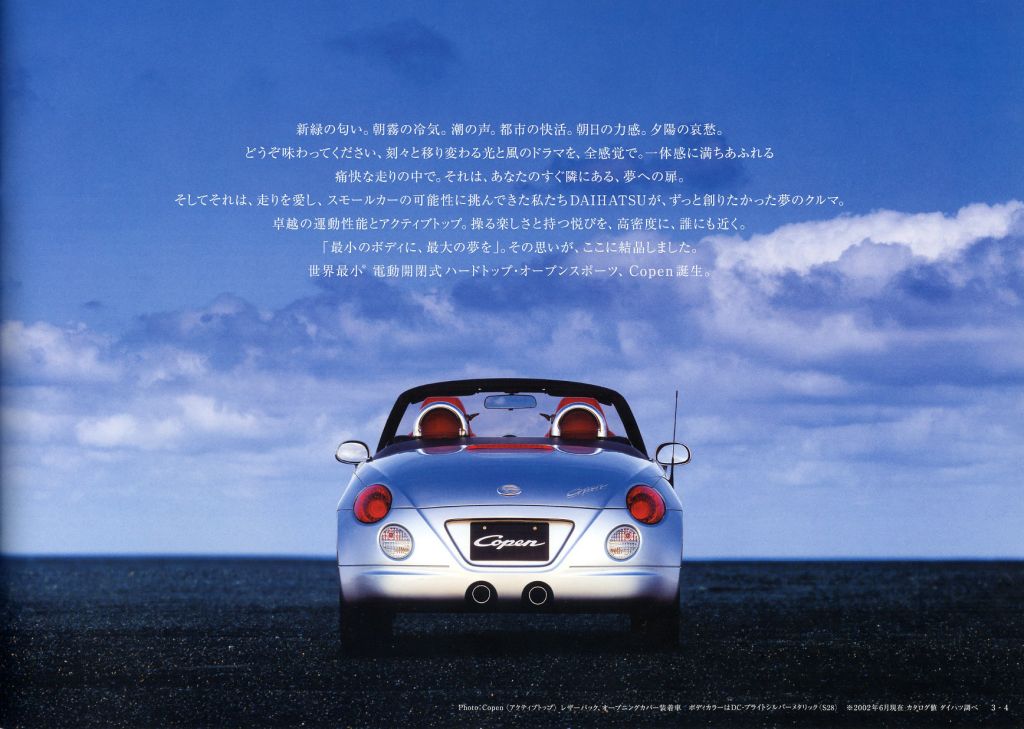 新緑の匂い。朝霧の冷気。潮の声。都市の快活。朝日の力感。夕陽の哀愁。
どうぞ味わってください、刻々と移り変わる光と風のドラマを、全感覚で。一体感に満ちあふれる
痛快な走りの中で。それは、あなたのすぐ隣にある、夢への扉。
そしてそれは、走りを愛し、スモールカーの可能性に挑んできた私たちDAIHATSUが、ずっと創りたかった夢のクルマ。
卓越の運動性能とアクティブトップ。操る楽しさと持つ悦びを、高密度に、誰にも近く。
「最小のボディに、最大の夢を」。その思いが、ここに結晶しました。
世界最小※電動開閉式ハードトップ・オープンスポーツ、Copen誕生。
Copen
Copen
Photo:Copen〈アクティブトップ〉レザーパック、オープニングカバー装着車 ボディカラーはDC-ブライトシルバーメタリック〈S28〉 ※2002年6月現在 カタログ値 ダイハツ調べ 3 - 4